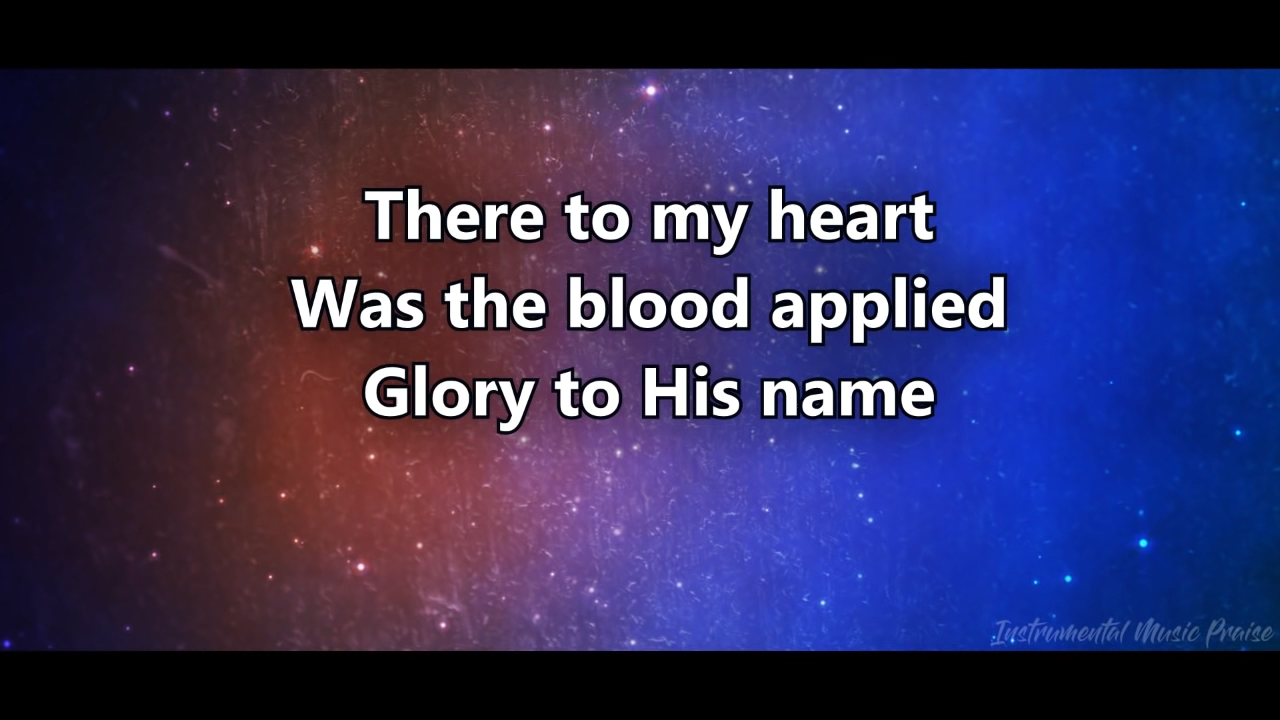 There to my heart
Was the blood applied
Glory to His name
Instrumental Music Praise